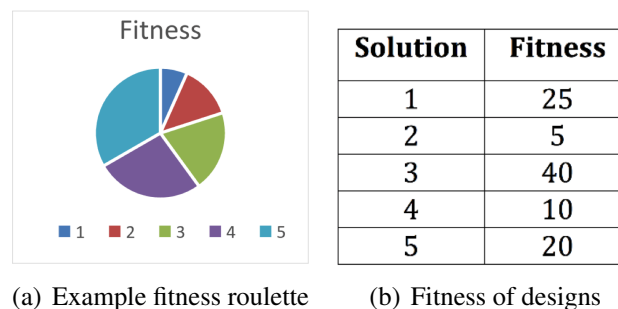 Fitness
1 2 3 4 5
(a) Example fitness roulette
Solution Fitness
1 25
2 5
3 40
4 10
5 20
(b) Fitness of designs